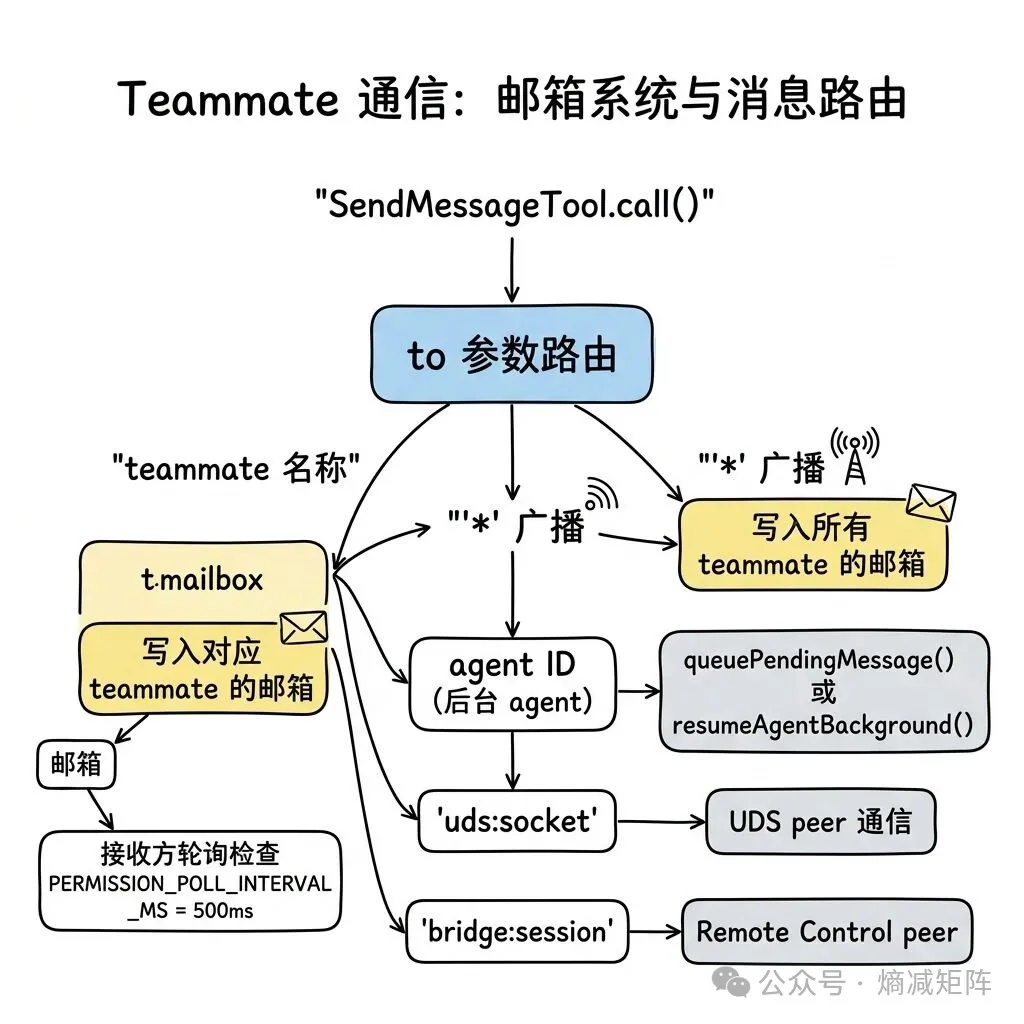 Teammate 通信：邮箱系统与消息路由
"SendMessageTool.call()"
to 参数路由
"teammate 名称"
"'*' 广播
"'*' 广播
写入所有
teammate 的邮箱
t.mailbox
写入对应
teammate 的邮箱
邮箱
接收方轮询检查
PERMISSION_POLL_INTERVAL
_MS = 500ms
agent ID
(后台 agent)
queuePendingMessage()
或
resumeAgentBackground()
'uds:socket'
UDS peer 通信
'bridge:session'
Remote Control peer
公众号 · 熵减矩阵